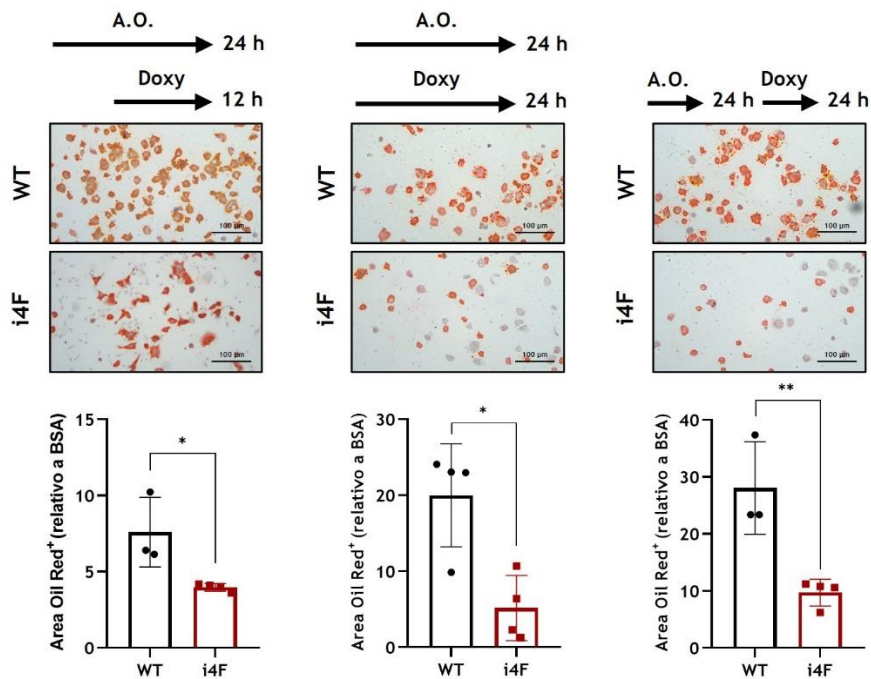 A.O.
24 h
Doxy
12 h
WT
100 µm
i4F
100 µm
Area Oil Red⁺ (relativo a BSA)
15
10
5
0
*
WT
i4F
A.O.
24 h
Doxy
24 h
WT
100 µm
i4F
100 µm
Area Oil Red⁺ (relativo a BSA)
30
20
10
0
*
WT
i4F
A.O.
24 h
Doxy
24 h
WT
100 µm
i4F
100 µm
Area Oil Red⁺ (relativo a BSA)
40
30
20
10
0
**
WT
i4F